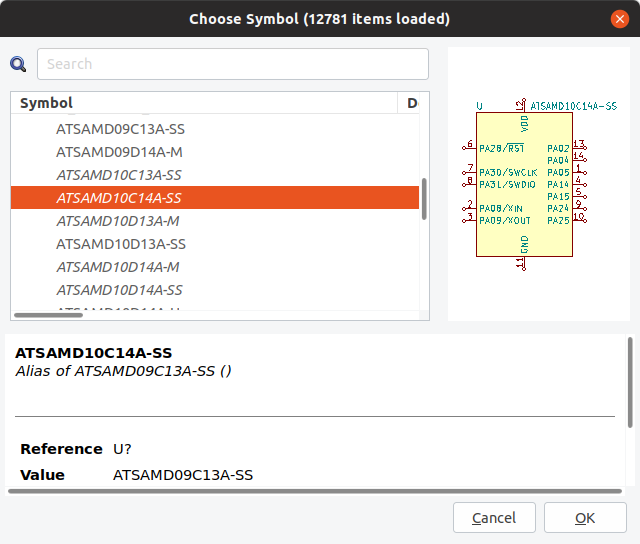 Choose Symbol (12781 items loaded)
Search
Symbol
ATSAMD09C13A-SS
ATSAMD09D14A-M
ATSAMD10C13A-SS
ATSAMD10C14A-SS
ATSAMD10D13A-M
ATSAMD10D13A-SS
ATSAMD10D14A-M
ATSAMD10D14A-SS
U ATSAMD10C14A-SS
12
VDD
6 PA28/RST PA02 13
PA04 14
7 PA30/SWCLK PA05 1
8 PA31/SWDIO PA14 4
PA15 5
2 PA08/XIN PA24 9
3 PA09/XOUT PA25 10
GND
11
ATSAMD10C14A-SS
Alias of ATSAMD09C13A-SS ()
Reference U?
Value ATSAMD09C13A-SS
Cancel OK